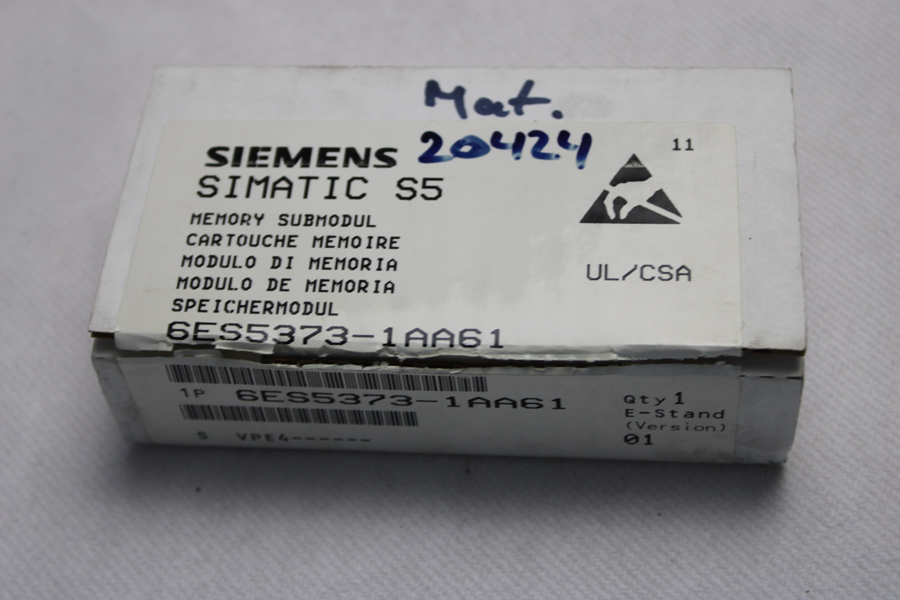 Mat.
20424
11
SIEMENS
SIMATIC S5
MEMORY SUBMODUL
CARTOUCHE MEMOIRE
MODULO DI MEMORIA
MODULO DE MEMORIA
SPEICHERMODUL
UL/CSA
6ES5373-1AA61
1P 6ES5373-1AA61
Qty 1
E-Stand
(Version)
01
S VPE4------